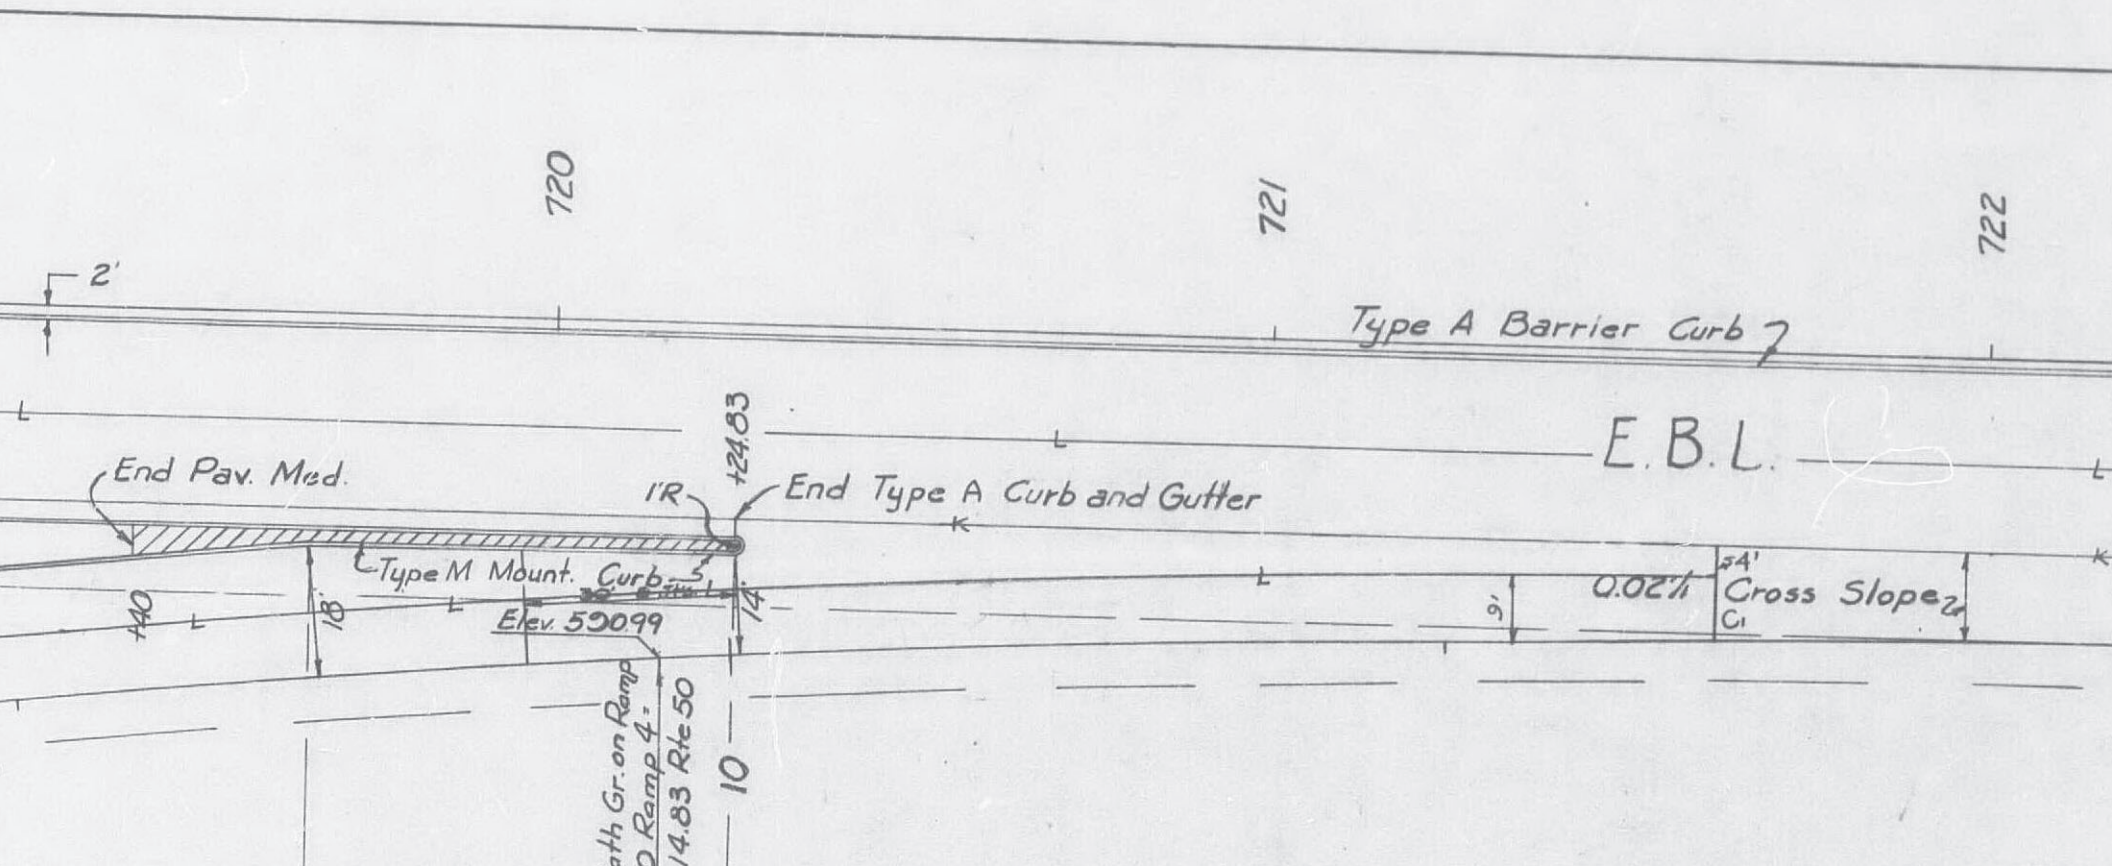 720
721
722
2'
Type A Barrier Curb
+24.83
E.B.L.
End Pav. Med.
1'R
End Type A Curb and Gutter
Type M Mount. Curb
+40
18'
14'
9'
0.02'/1'
Cross Slope
Elev. 590.99
Gr. on Ramp
Ramp 4 =
14.83 Rte 50
10